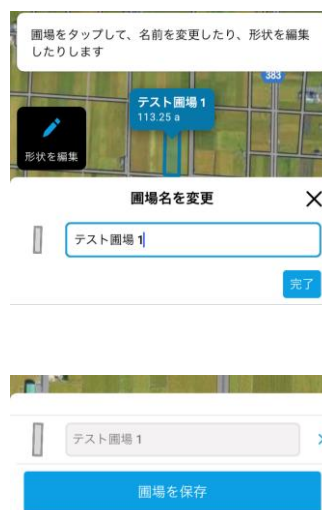 圃場をタップして、名前を変更したり、形状を編集
したりします
383
テスト圃場 1
113.25 a
形状を編集
圃場名を変更
テスト圃場 1
完了
テスト圃場 1
圃場を保存